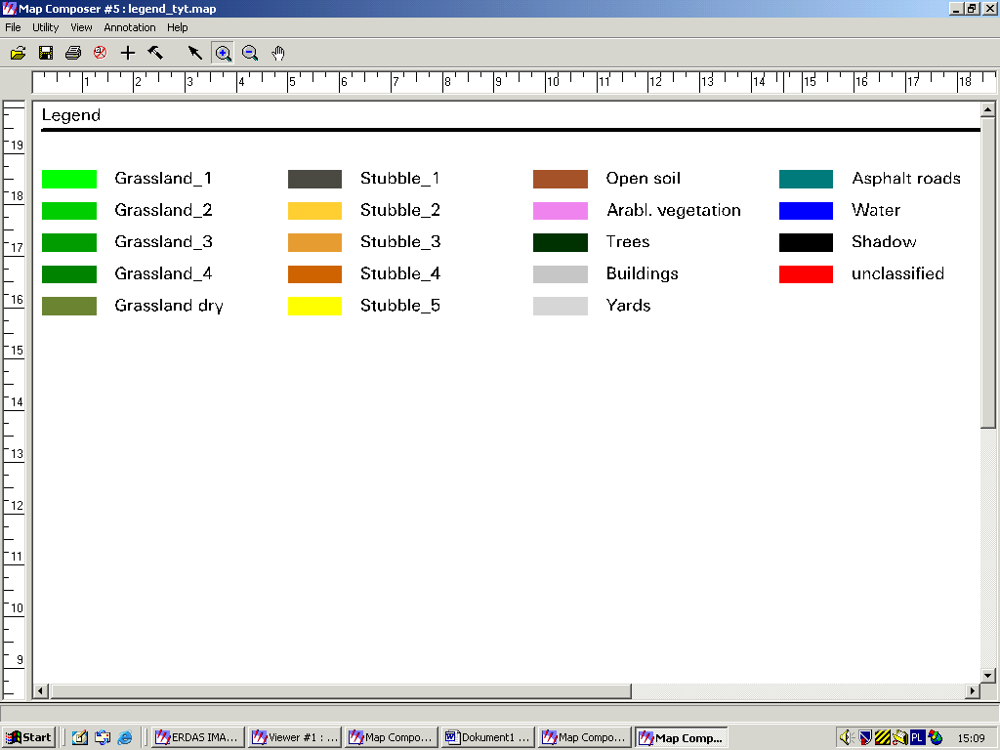 Map Composer #5 : legend_tyt.map
File Utility View Annotation Help
1 2 3 4 5 6 7 8 9 10 11 12 13 14 15 16 17 18
Legend
19
Grassland_1 Stubble_1 Open soil Asphalt roads
18
Grassland_2 Stubble_2 Arabl. vegetation Water
17
Grassland_3 Stubble_3 Trees Shadow
Grassland_4 Stubble_4 Buildings unclassified
16
Grassland dry Stubble_5 Yards
15
14
13
12
11
10
9
Start ERDAS IMA... Viewer #1 : ... Map Compo... Dokument1 ... Map Compo... Map Comp... PL 15:09